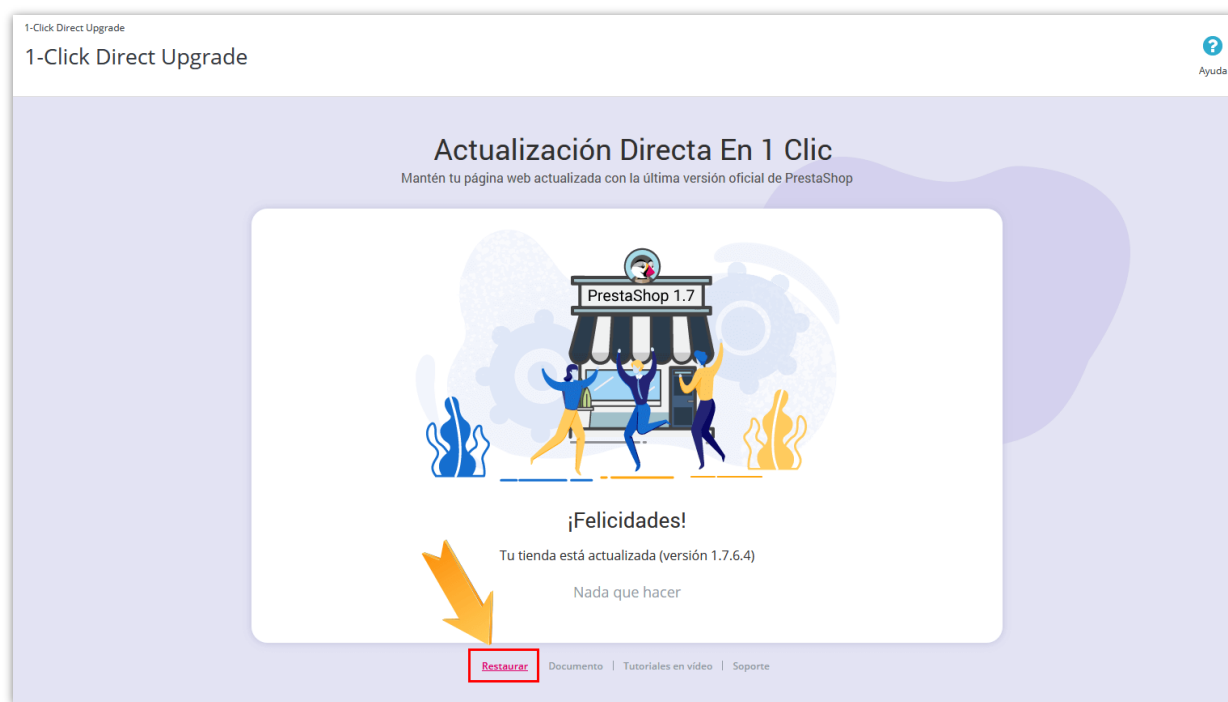 1-Click Direct Upgrade
1-Click Direct Upgrade
?
Ayuda
Actualización Directa En 1 Clic
Mantén tu página web actualizada con la última versión oficial de PrestaShop
PrestaShop 1.7
¡Felicidades!
Tu tienda está actualizada (versión 1.7.6.4)
Nada que hacer
Restaurar Documento | Tutoriales en vídeo | Soporte